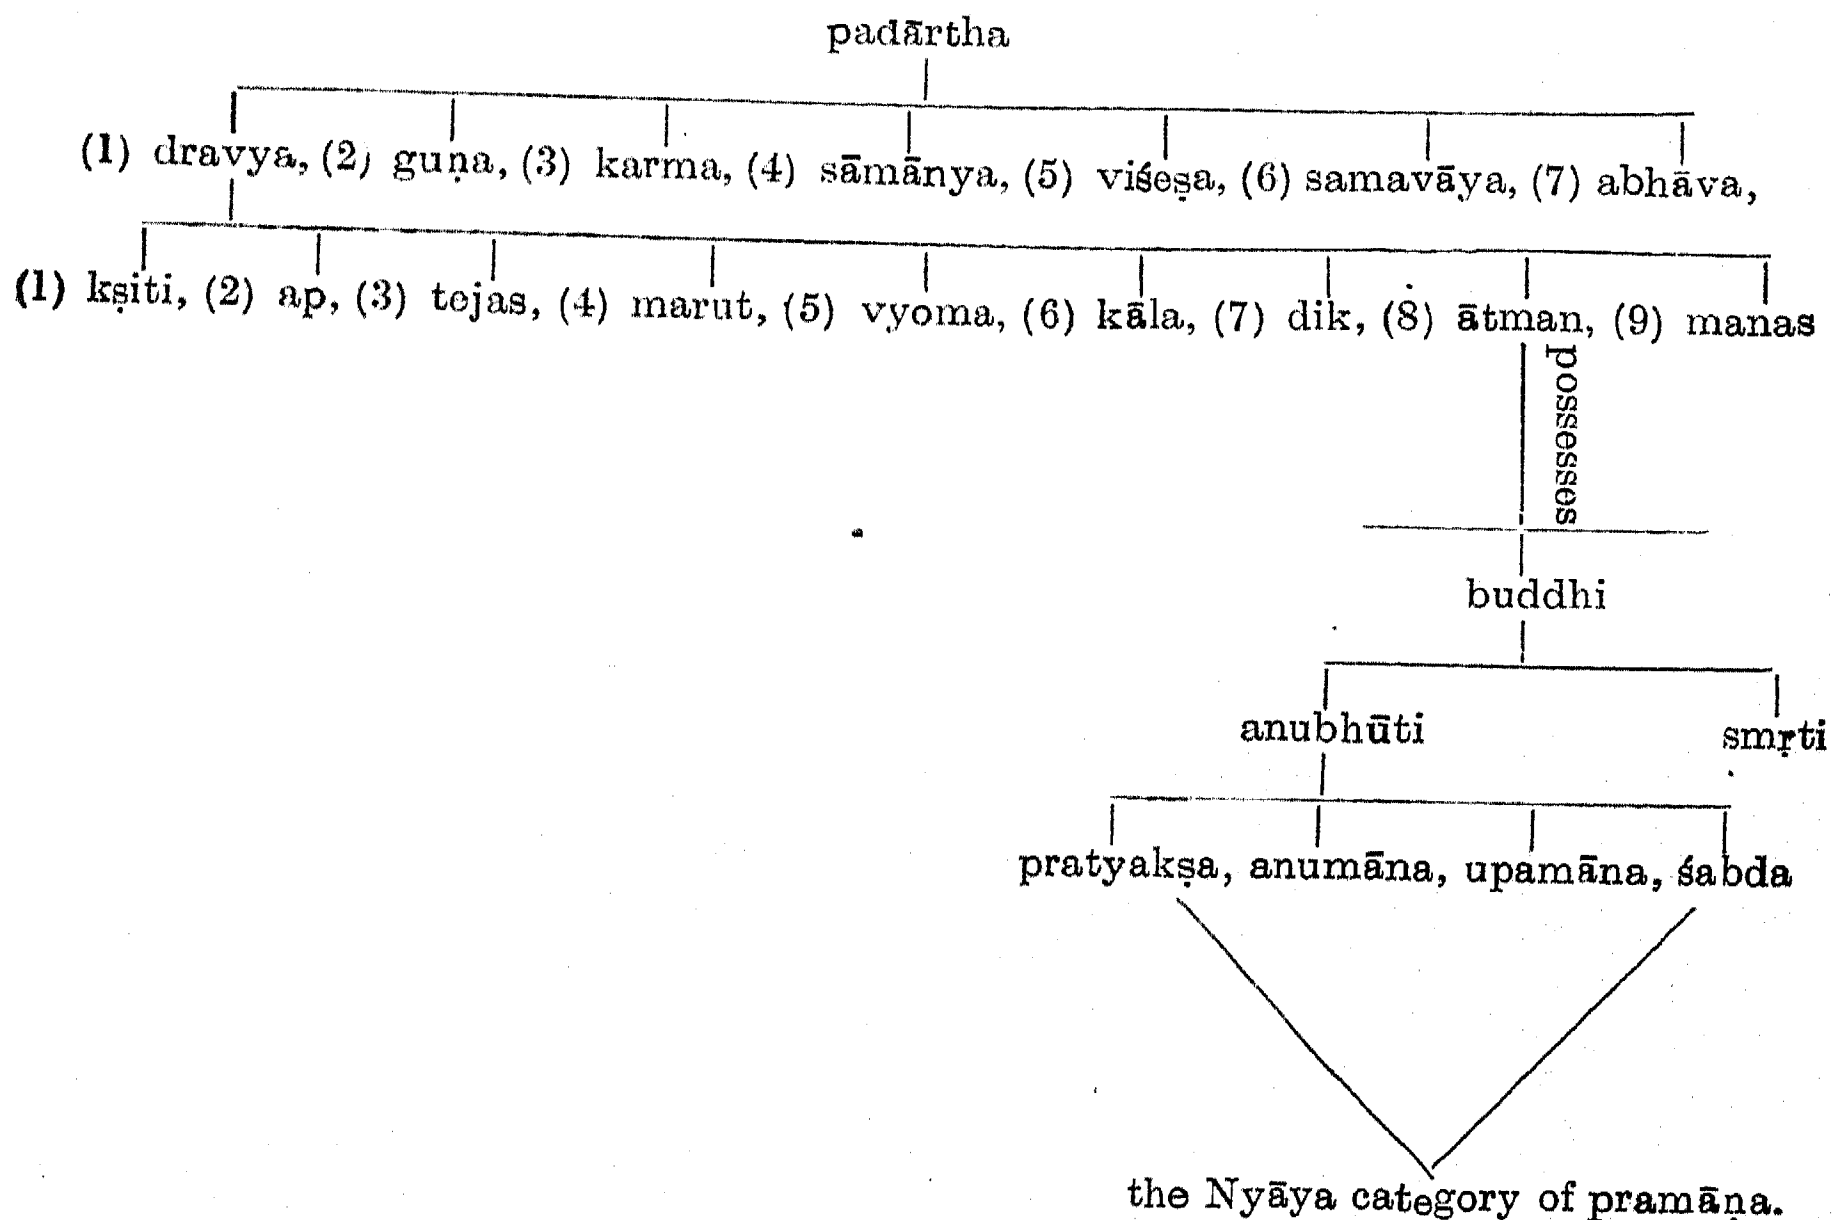 padārtha
(1) dravya, (2) guṇa, (3) karma, (4) sāmānya, (5) viśeṣa, (6) samavāya, (7) abhāva,
(1) kṣiti, (2) ap, (3) tejas, (4) marut, (5) vyoma, (6) kāla, (7) dik, (8) ātman, (9) manas
possesses
buddhi
anubhūti smṛti
pratyakṣa, anumāna, upamāna, śabda
the Nyāya category of pramāṇa.